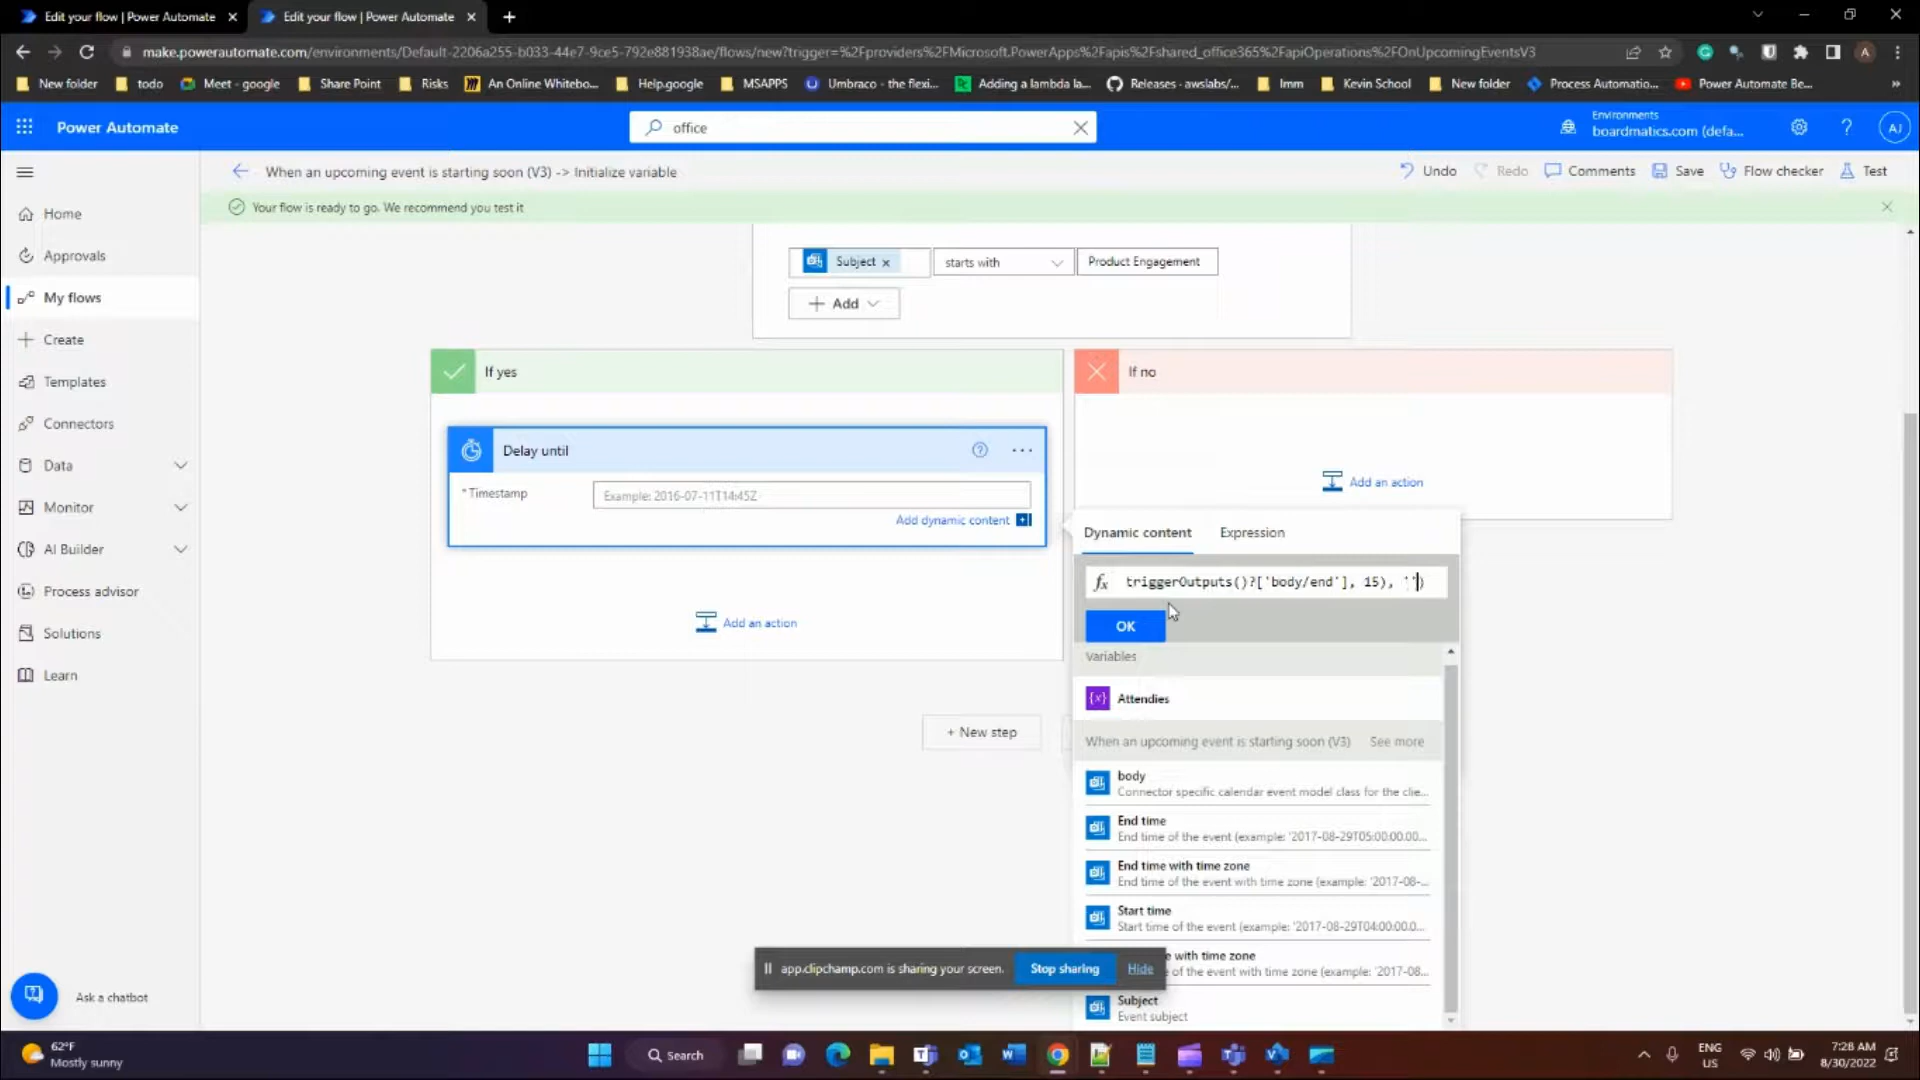 Edit your flow | Power Automate
Edit your flow | Power Automate
make.powerautomate.com/environments/Default-2206a255-b033-44e7-9ce5-792e881938ae/flows/new?trigger=%2Fproviders%2FMicrosoft.PowerApps%2Fapis%2Fshared_office365%2FapiOperations%2FOnUpcomingEventsV3
A
New folder
todo
Meet - google
Share Point
Risks
An Online Whitebo...
Help.google
MSAPPS
Umbraco - the flexi...
Adding a lambda la...
Releases - awslabs/...
Imm
Kevin School
New folder
Process Automatio...
Power Automate Be...
Power Automate
office
Environments
boardmatics.com (defa...
AJ
When an upcoming event is starting soon (V3) -> Initialize variable
Undo
Redo
Comments
Save
Flow checker
Test
Your flow is ready to go. We recommend you test it
Home
Approvals
My flows
Create
Templates
Connectors
Data
Monitor
AI Builder
Process advisor
Solutions
Learn
Ask a chatbot
Subject
starts with
Product Engagement
Add
If yes
If no
Delay until
* Timestamp
Example: 2016-07-11T14:45Z
Add dynamic content
Add an action
Add an action
+ New step
Dynamic content
Expression
fx triggerOutputs()?['body/end'], 15), '')
OK
Variables
{x} Attendies
When an upcoming event is starting soon (V3)
See more
body
Connector specific calendar event model class for the clie...
End time
End time of the event (example: '2017-08-29T05:00:00.00...
End time with time zone
End time of the event with time zone (example: '2017-08-...
Start time
Start time of the event (example: '2017-08-29T04:00:00.0...
with time zone
of the event with time zone (example: '2017-08...
Subject
Event subject
app.clipchamp.com is sharing your screen.
Stop sharing
Hide
62°F
Mostly sunny
Search
ENG
US
7:28 AM
8/30/2022